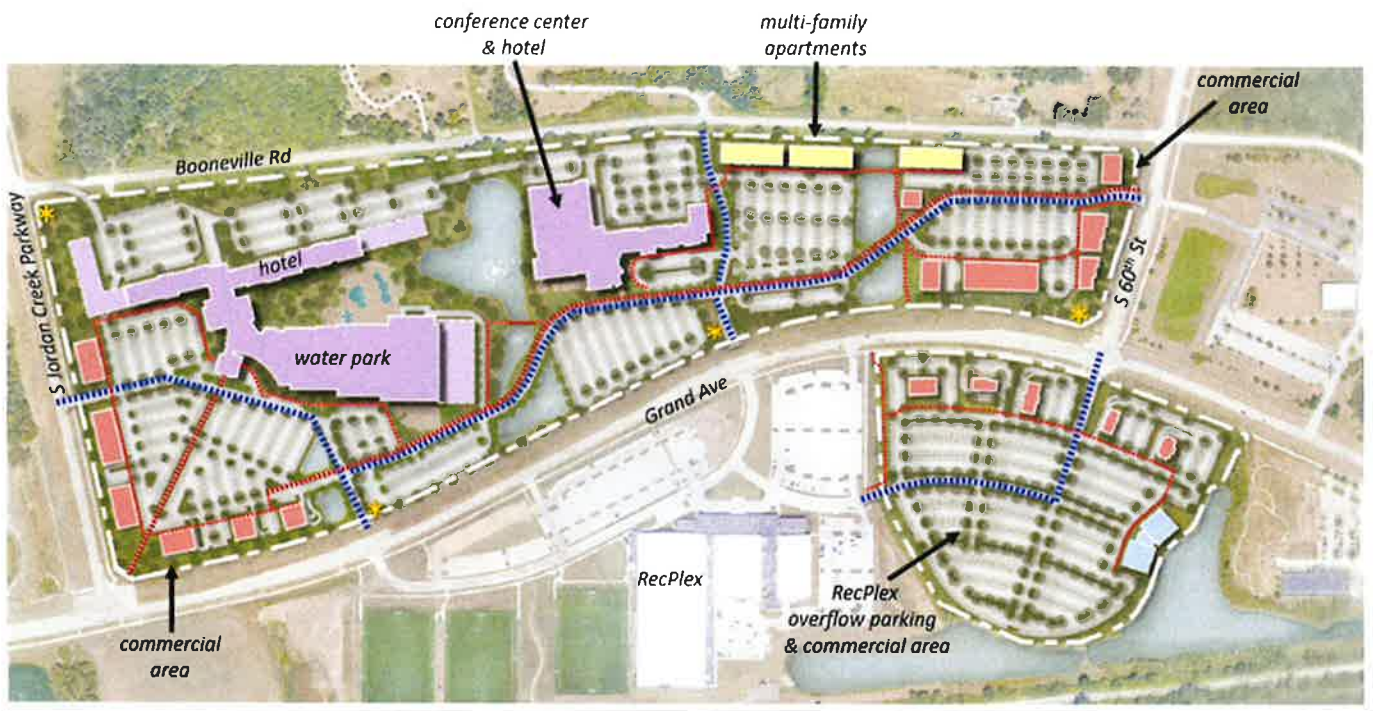 conference center
& hotel
multi-family
apartments
commercial
area
Booneville Rd
S Jordan Creek Parkway
hotel
S 60th St
water park
Grand Ave
RecPlex
RecPlex
overflow parking
& commercial area
commercial
area